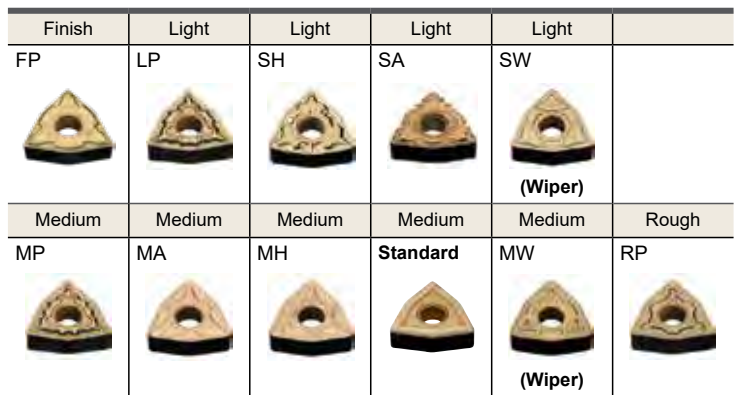 Finish Light Light Light Light
FP LP SH SA SW
(Wiper)
Medium Medium Medium Medium Medium Rough
MP MA MH Standard MW RP
(Wiper)